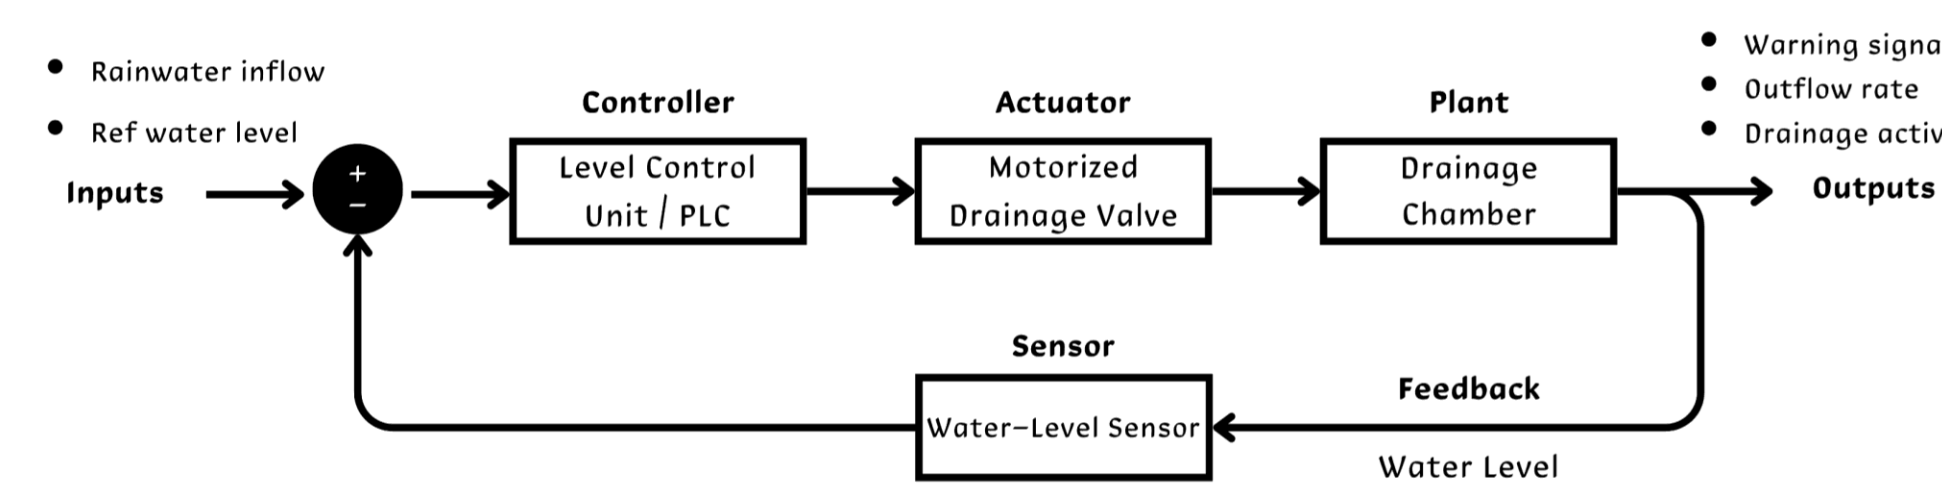 Rainwater inflow
Ref water level
Inputs
+
−
Controller
Level Control
Unit / PLC
Actuator
Motorized
Drainage Valve
Plant
Drainage
Chamber
Warning
Outflow rate
Drainage
Outputs
Sensor
Water-Level Sensor
Feedback
Water Level